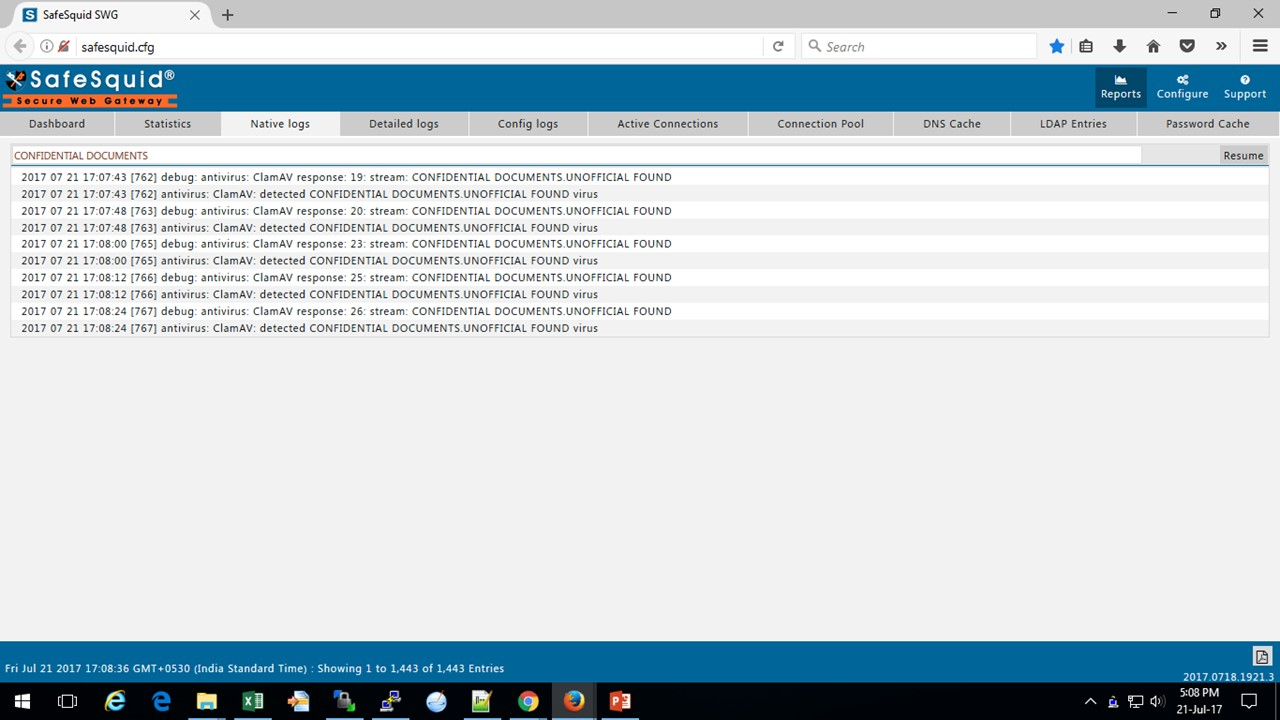 SafeSquid SWG
safesquid.cfg
Search
SafeSquid®
Secure Web Gateway
Reports
Configure
Support
Dashboard
Statistics
Native logs
Detailed logs
Config logs
Active Connections
Connection Pool
DNS Cache
LDAP Entries
Password Cache
CONFIDENTIAL DOCUMENTS
Resume
2017 07 21 17:07:43 [762] debug: antivirus: ClamAV response: 19: stream: CONFIDENTIAL DOCUMENTS.UNOFFICIAL FOUND
2017 07 21 17:07:43 [762] antivirus: ClamAV: detected CONFIDENTIAL DOCUMENTS.UNOFFICIAL FOUND virus
2017 07 21 17:07:48 [763] debug: antivirus: ClamAV response: 20: stream: CONFIDENTIAL DOCUMENTS.UNOFFICIAL FOUND
2017 07 21 17:07:48 [763] antivirus: ClamAV: detected CONFIDENTIAL DOCUMENTS.UNOFFICIAL FOUND virus
2017 07 21 17:08:00 [765] debug: antivirus: ClamAV response: 23: stream: CONFIDENTIAL DOCUMENTS.UNOFFICIAL FOUND
2017 07 21 17:08:00 [765] antivirus: ClamAV: detected CONFIDENTIAL DOCUMENTS.UNOFFICIAL FOUND virus
2017 07 21 17:08:12 [766] debug: antivirus: ClamAV response: 25: stream: CONFIDENTIAL DOCUMENTS.UNOFFICIAL FOUND
2017 07 21 17:08:12 [766] antivirus: ClamAV: detected CONFIDENTIAL DOCUMENTS.UNOFFICIAL FOUND virus
2017 07 21 17:08:24 [767] debug: antivirus: ClamAV response: 26: stream: CONFIDENTIAL DOCUMENTS.UNOFFICIAL FOUND
2017 07 21 17:08:24 [767] antivirus: ClamAV: detected CONFIDENTIAL DOCUMENTS.UNOFFICIAL FOUND virus
Fri Jul 21 2017 17:08:36 GMT+0530 (India Standard Time) : Showing 1 to 1,443 of 1,443 Entries
2017.0718.1921.3
5:08 PM
21-Jul-17